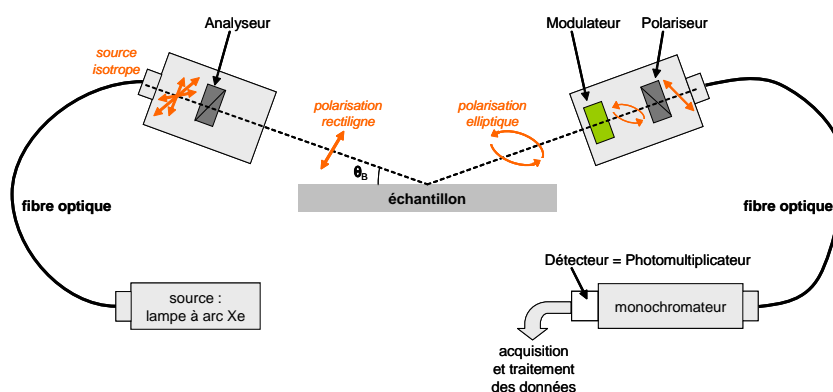 Analyseur
source
isotrope
polarisation
rectiligne
θB
échantillon
Modulateur
Polariseur
polarisation
elliptique
fibre optique
fibre optique
source :
lampe à arc Xe
Détecteur = Photomultiplicateur
monochromateur
acquisition
et traitement
des données